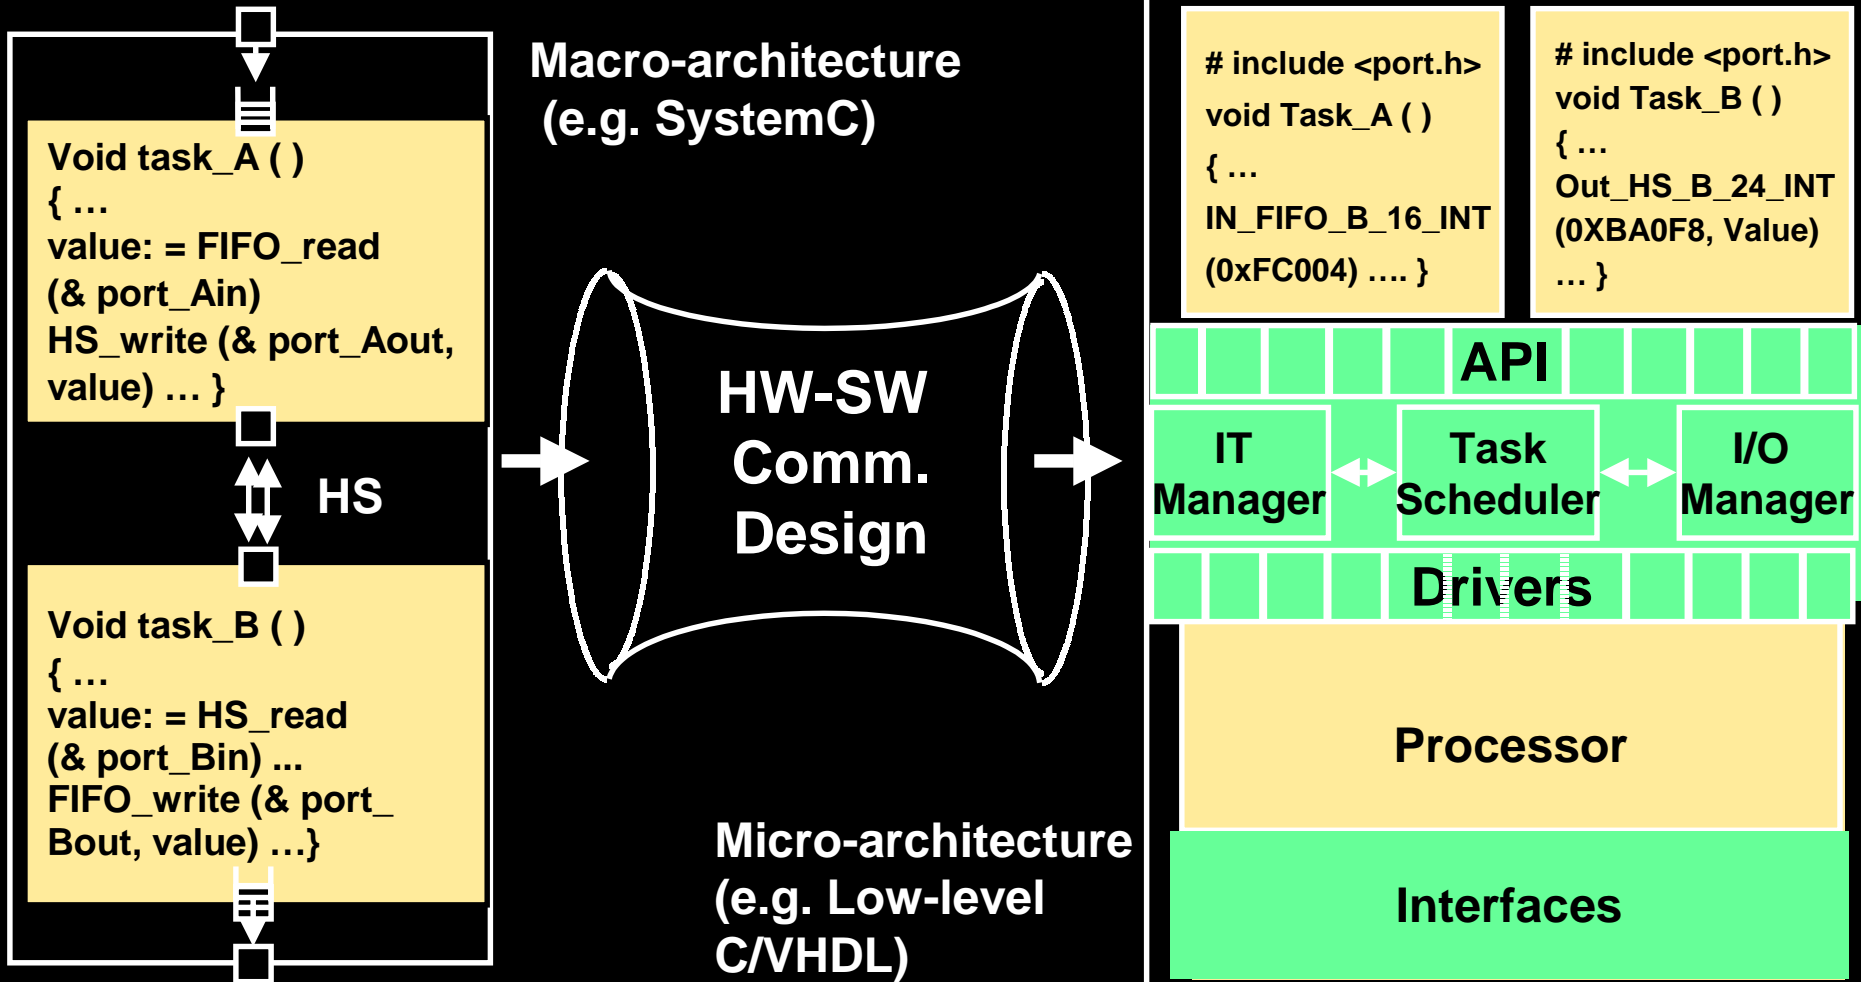 Void task_A ( )
{ …
value: = FIFO_read
(& port_Ain)
HS_write (& port_Aout,
value) … }
HS
Void task_B ( )
{ …
value: = HS_read
(& port_Bin) ...
FIFO_write (& port_
Bout, value) …}
Macro-architecture
(e.g. SystemC)
HW-SW
Comm.
Design
Micro-architecture
(e.g. Low-level
C/VHDL)
# include <port.h>
void Task_A ( )
{ …
IN_FIFO_B_16_INT
(0xFC004) …. }
# include <port.h>
void Task_B ( )
{ …
Out_HS_B_24_INT
(0XBA0F8, Value)
… }
API
IT
Manager
Task
Scheduler
I/O
Manager
Drivers
Processor
Interfaces